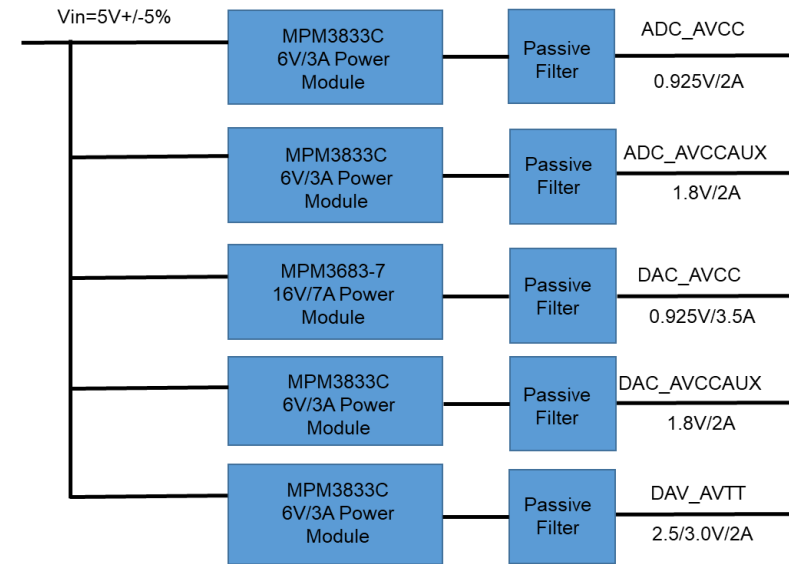 Vin=5V+/-5%
MPM3833C
6V/3A Power
Module
Passive
Filter
ADC_AVCC
0.925V/2A
MPM3833C
6V/3A Power
Module
Passive
Filter
ADC_AVCCAUX
1.8V/2A
MPM3683-7
16V/7A Power
Module
Passive
Filter
DAC_AVCC
0.925V/3.5A
MPM3833C
6V/3A Power
Module
Passive
Filter
DAC_AVCCAUX
1.8V/2A
MPM3833C
6V/3A Power
Module
Passive
Filter
DAV_AVTT
2.5/3.0V/2A